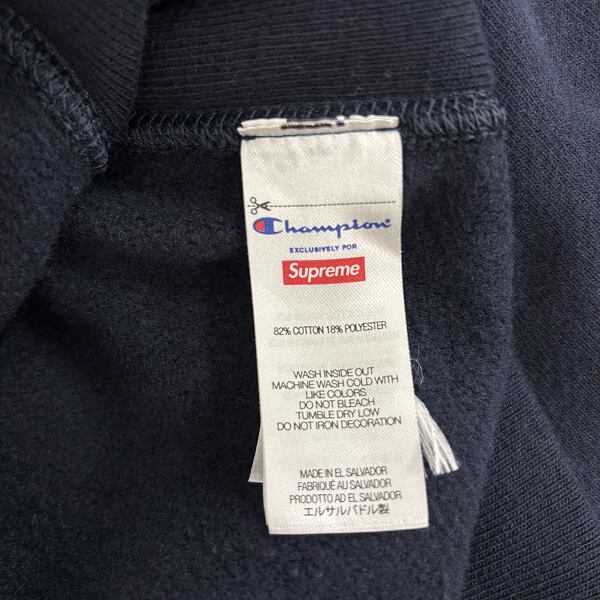 Champion
EXCLUSIVELY FOR
Supreme
82% COTTON 18% POLYESTER
WASH INSIDE OUT
MACHINE WASH COLD WITH
LIKE COLORS
DO NOT BLEACH
TUMBLE DRY LOW
DO NOT IRON DECORATION
MADE IN EL SALVADOR
FABRIQUÉ AU SALVADOR
PRODOTTO AD EL SALVADOR
エルサルバドル製